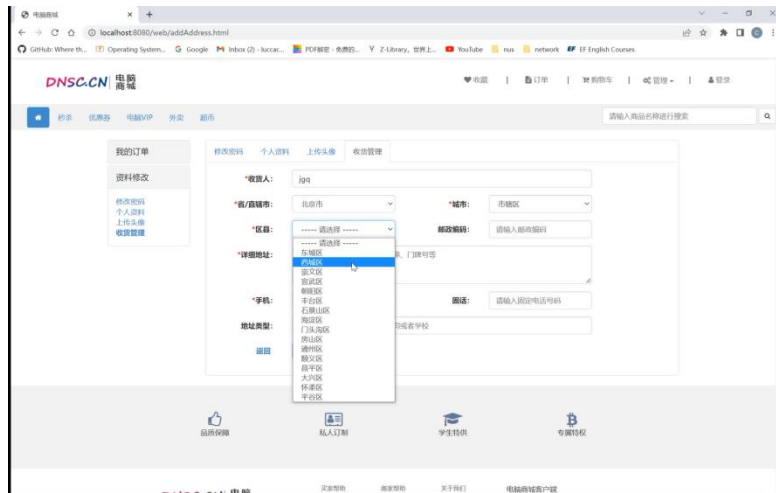 电脑商城
localhost:8080/web/addAddress.html
GitHub: Where th... Operating System... Google Inbox (2) - luccac... PDF解密 - 免费的... Z-Library，世界上... YouTube nus network EF English Courses
DNSC.CN 电脑商城
收藏 | 订单 | 购物车 | 管理 | 登录
秒杀 优惠券 电脑VIP 外卖 超市 请输入商品名称进行搜索
我的订单
资料修改
修改密码
个人资料
上传头像
收货管理
修改密码 个人资料 上传头像 收货管理
*收货人： jgq
*省/直辖市： 北京市 *城市： 市辖区
*区县： ----- 请选择 ----- 邮政编码： 请输入邮政编码
----- 请选择 -----
东城区
西城区
崇文区
宣武区
朝阳区
丰台区
石景山区
海淀区
门头沟区
房山区
通州区
顺义区
昌平区
大兴区
怀柔区
平谷区
*详细地址： 、门牌号等
*手机： 固话： 请输入固定电话号码
地址类型： 或者学校
返回
品质保障 私人订制 学生特供 专属特权
买家帮助 商家帮助 关于我们 电脑商城客户端